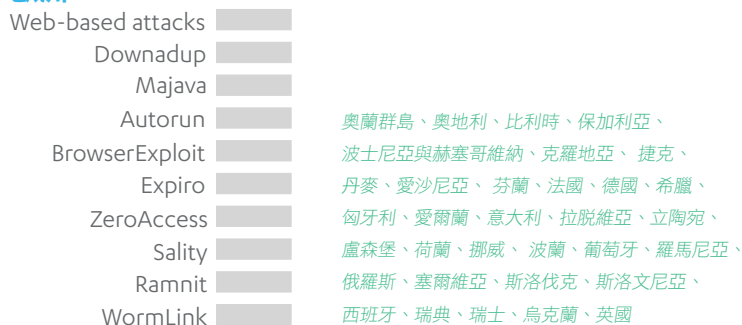 Web-based attacks
Downadup
Majava
Autorun
BrowserExploit
Expiro
ZeroAccess
Sality
Ramnit
WormLink
奧蘭群島、奧地利、比利時、保加利亞、
波士尼亞與赫塞哥維納、克羅地亞、 捷克、
丹麥、愛沙尼亞、 芬蘭、法國、德國、希臘、
匈牙利、愛爾蘭、意大利、拉脫維亞、立陶宛、
盧森堡、荷蘭、挪威、 波蘭、葡萄牙、羅馬尼亞、
俄羅斯、塞爾維亞、斯洛伐克、斯洛文尼亞、
西班牙、瑞典、瑞士、烏克蘭、英國